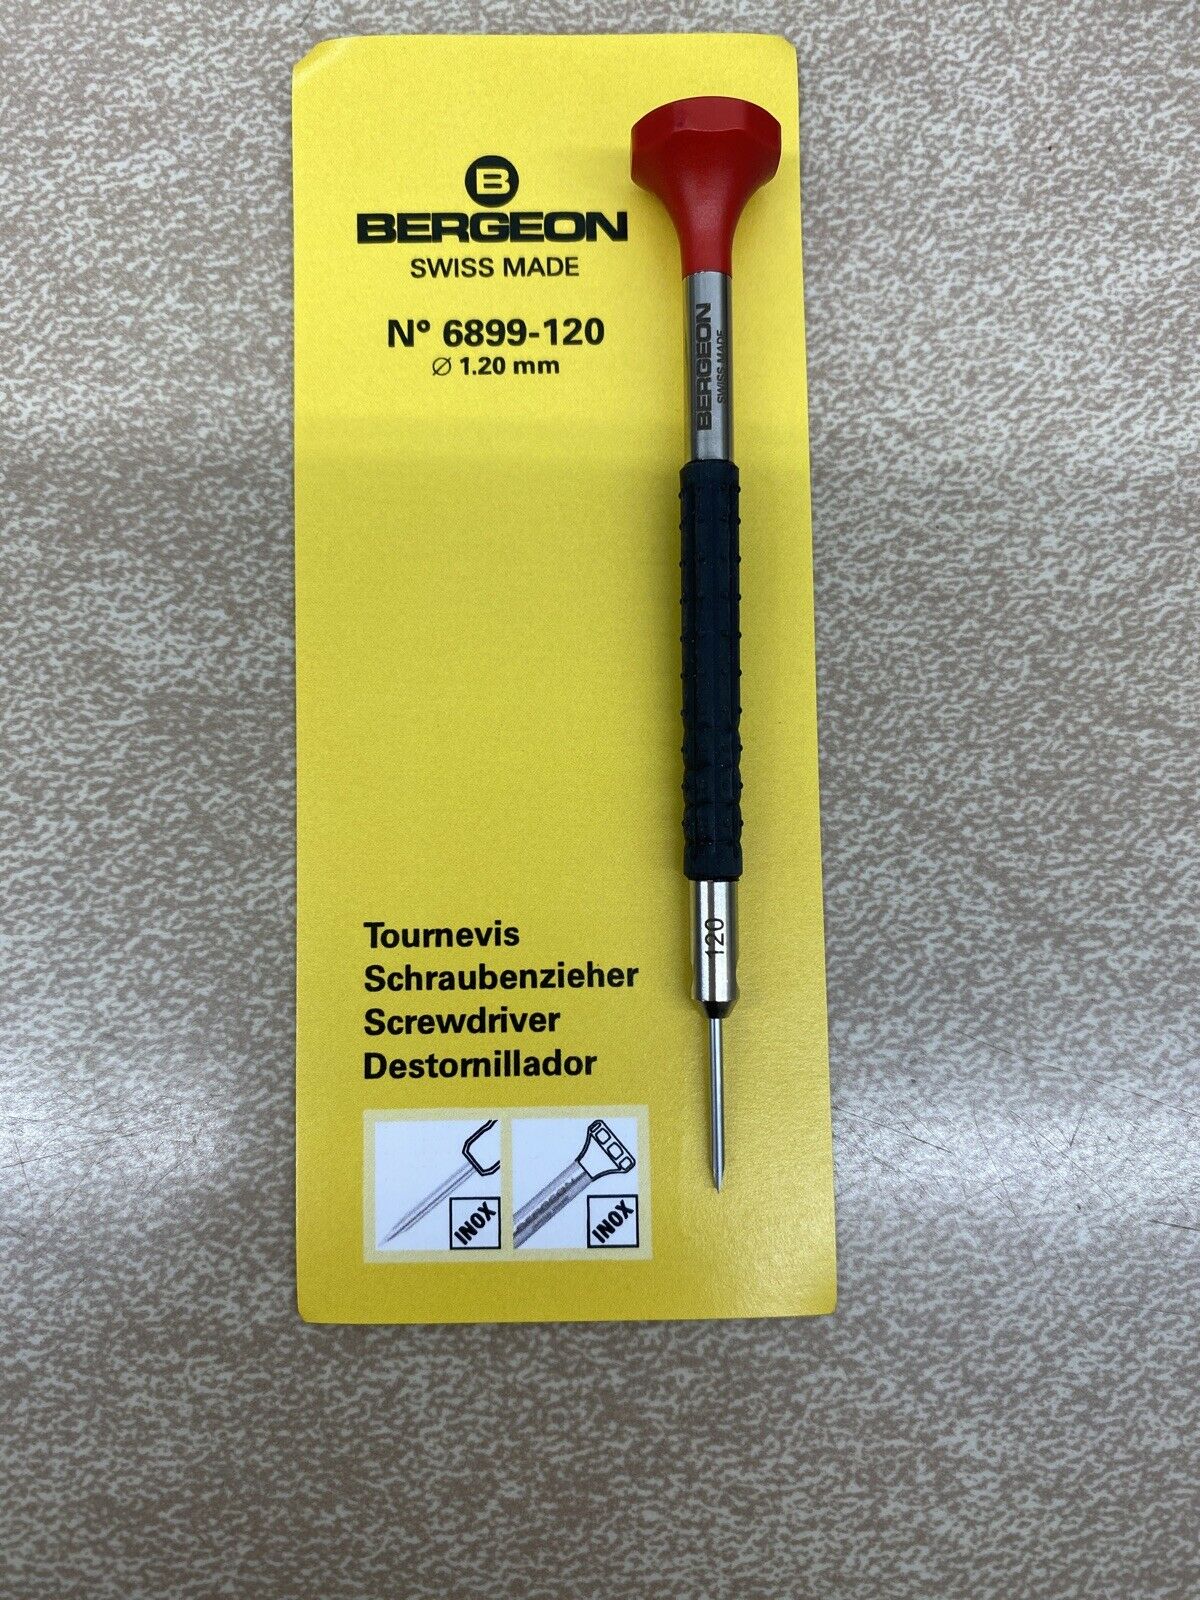 B
BERGEON
SWISS MADE
N° 6899-120
∅ 1.20 mm
BERGEON
SWISS MADE
120
Tournevis
Schraubenzieher
Screwdriver
Destornillador
INOX
INOX